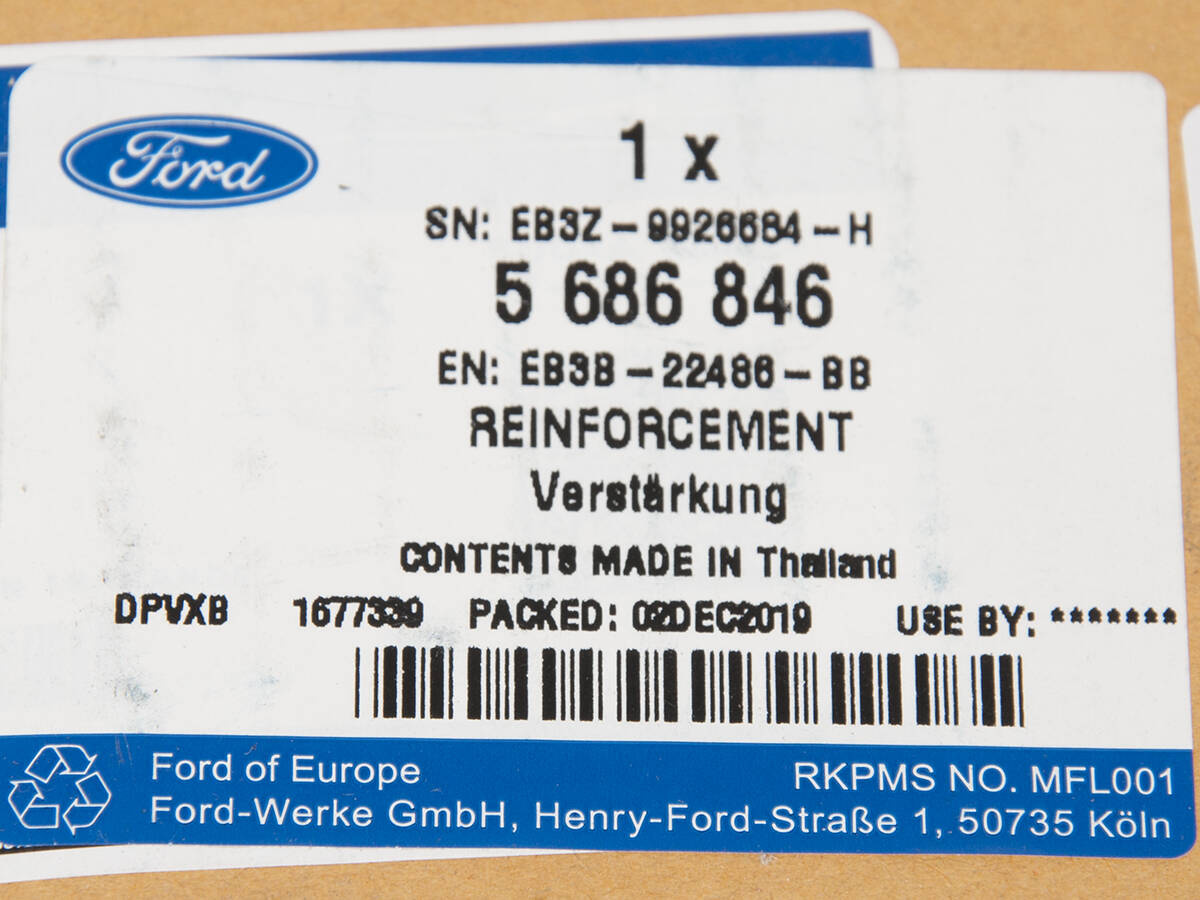 Ford
1 x
SN: EB3Z-9926684-H
5 686 846
EN: EB3B-22486-BB
REINFORCEMENT
Verstärkung
CONTENTS MADE IN Thailand
DPVXB 1677339 PACKED: 02DEC2019 USE BY: *******
Ford of Europe
RKPMS NO. MFL001
Ford-Werke GmbH, Henry-Ford-Straße 1, 50735 Köln